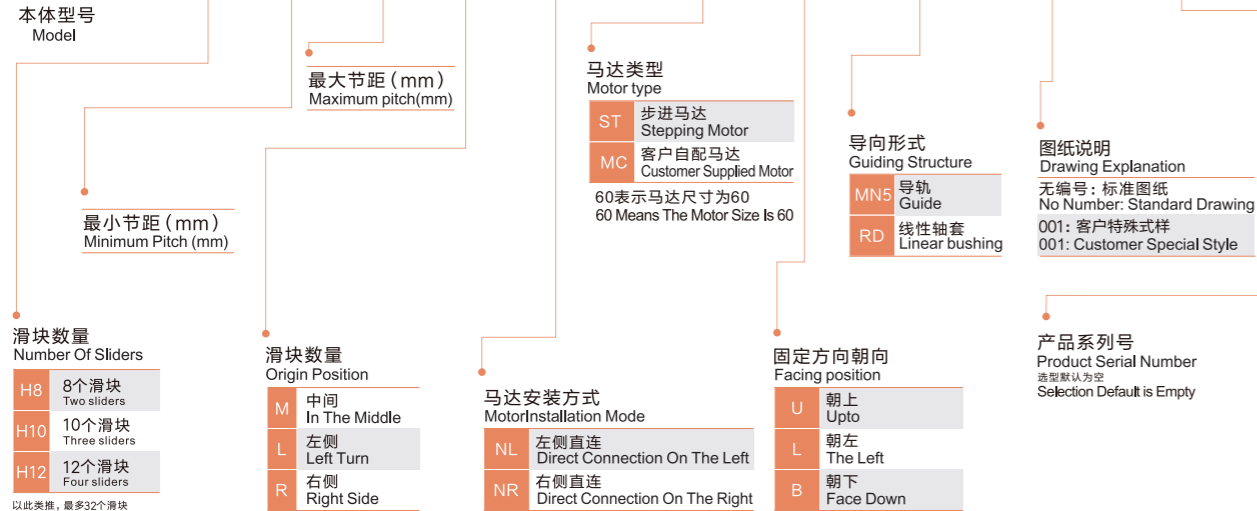 本体型号
Model
最大节距（mm）
Maximum pitch(mm)
最小节距（mm）
Minimum Pitch (mm)
马达类型
Motor type
ST 步进马达
Stepping Motor
MC 客户自配马达
Customer Supplied Motor
60表示马达尺寸为60
60 Means The Motor Size Is 60
导向形式
Guiding Structure
MN5 导轨
Guide
RD 线性轴套
Linear bushing
图纸说明
Drawing Explanation
无编号：标准图纸
No Number: Standard Drawing
001：客户特殊式样
001: Customer Special Style
滑块数量
Number Of Sliders
H8 8个滑块
Two sliders
H10 10个滑块
Three sliders
H12 12个滑块
Four sliders
以此类推，最多32个滑块
滑块数量
Origin Position
M 中间
In The Middle
L 左侧
Left Turn
R 右侧
Right Side
马达安装方式
MotorInstallation Mode
NL 左侧直连
Direct Connection On The Left
NR 右侧直连
Direct Connection On The Right
固定方向朝向
Facing position
U 朝上
Upto
L 朝左
The Left
B 朝下
Face Down
产品系列号
Product Serial Number
选型默认为空
Selection Default is Empty